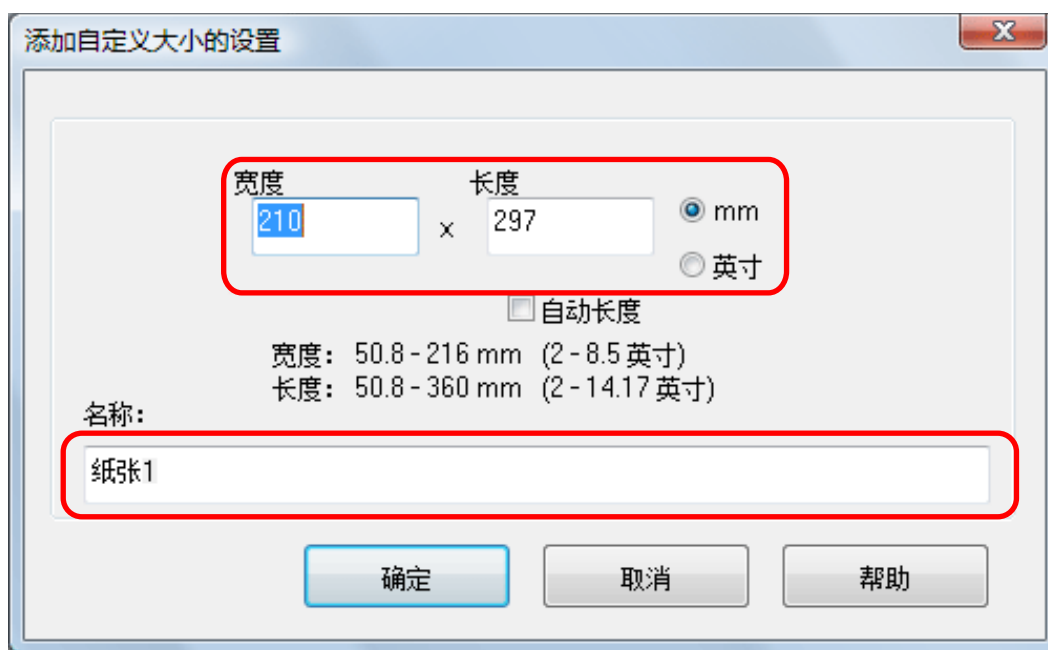 添加自定义大小的设置
宽度 长度
210 x 297 mm
英寸
自动长度
宽度: 50.8-216 mm (2-8.5英寸)
长度: 50.8-360 mm (2-14.17英寸)
名称:
纸张1
确定 取消 帮助